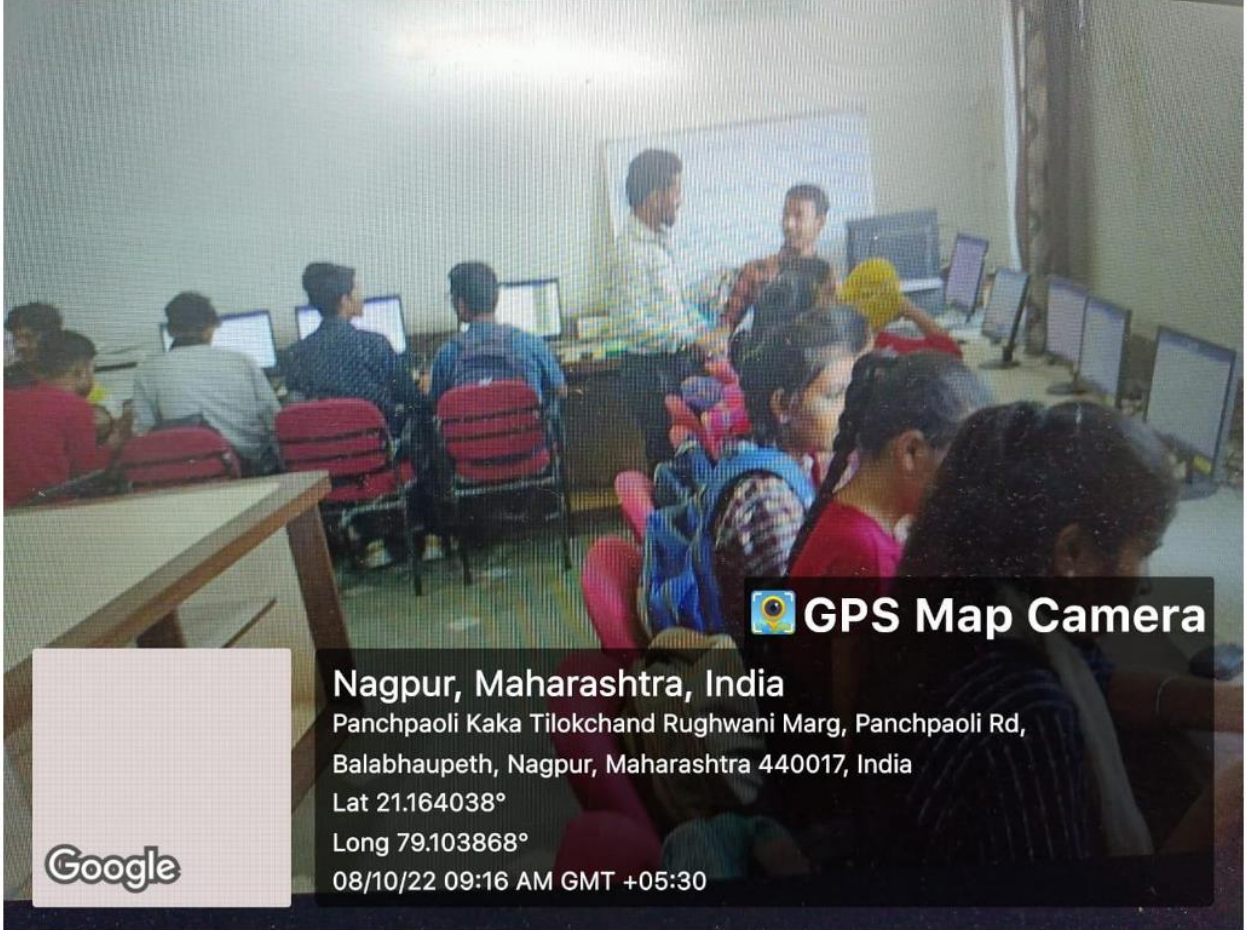 GPS Map Camera
Nagpur, Maharashtra, India
Panchpaoli Kaka Tilokchand Rughwani Marg, Panchpaoli Rd,
Balabhaupeth, Nagpur, Maharashtra 440017, India
Lat 21.164038°
Long 79.103868°
08/10/22 09:16 AM GMT +05:30
Google